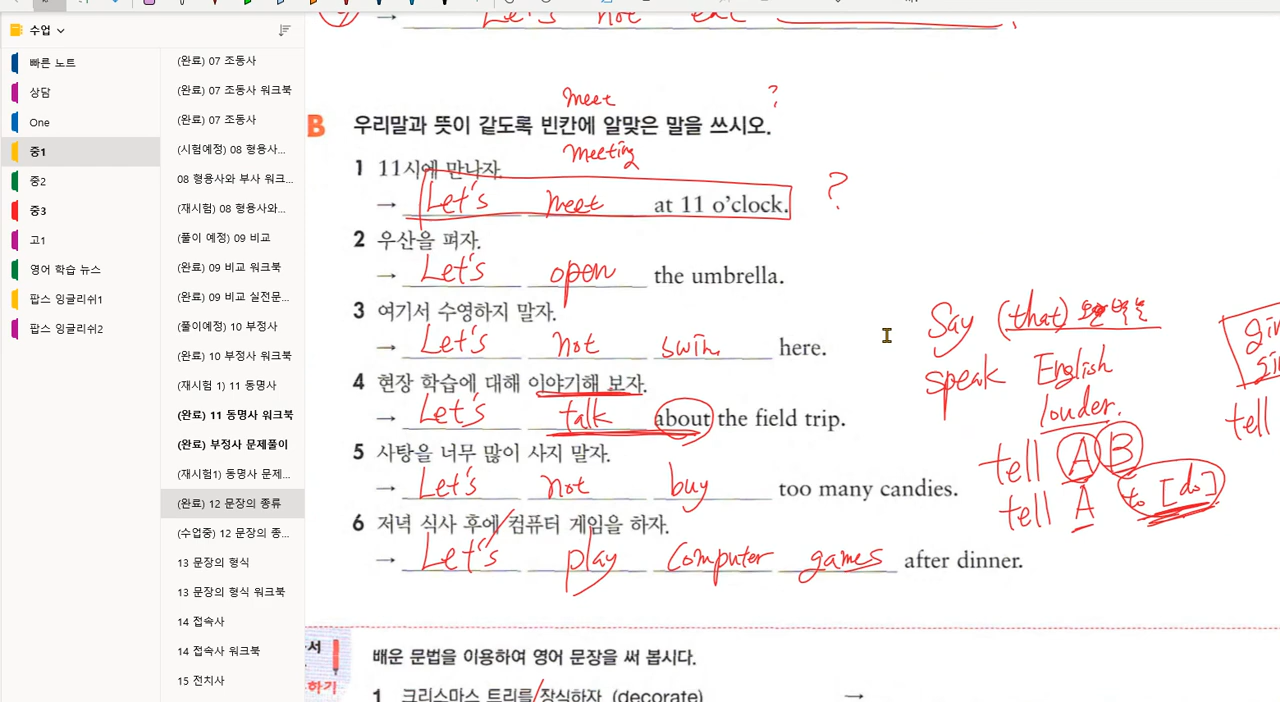 수업
빠른 노트
상담
One
중1
중2
중3
고1
영어 학습 뉴스
팝스 잉글리쉬1
팝스 잉글리쉬2
(완료) 07 조동사
(완료) 07 조동사 워크북
(완료) 07 조동사
(시험예정) 08 형용사...
08 형용사와 부사 워크...
(재시험) 08 형용사와...
(풀이 예정) 09 비교
(완료) 09 비교 워크북
(완료) 09 비교 실전문...
(풀이예정) 10 부정사
(완료) 10 부정사 워크북
(재시험 1) 11 동명사
(완료) 11 동명사 워크북
(완료) 부정사 문제풀이
(재시험1) 동명사 문제...
(완료) 12 문장의 종류
(수업중) 12 문장의 종...
13 문장의 형식
13 문장의 형식 워크북
14 접속사
14 접속사 워크북
15 전치사
→ Let's not eat
meet ?
B 우리말과 뜻이 같도록 빈칸에 알맞은 말을 쓰시오.
meeting
1 11시에 만나자.
→ Let's meet at 11 o'clock. ?
2 우산을 펴자.
→ Let's open the umbrella.
3 여기서 수영하지 말자.
→ Let's not swim here.
4 현장 학습에 대해 이야기해 보자.
→ Let's talk about the field trip.
5 사탕을 너무 많이 사지 말자.
→ Let's not buy too many candies.
6 저녁 식사 후에 컴퓨터 게임을 하자.
→ Let's play computer games after dinner.
Say (that)
speak English
louder.
tell A B
tell A to [do]
tell
서
하기
배운 문법을 이용하여 영어 문장을 써 봅시다.
1 크리스마스 트리를 장식하자 (decorate) →